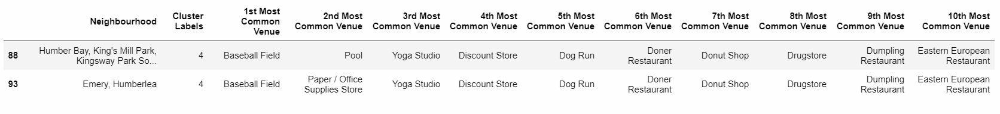 Neighbourhood Cluster Labels 1st Most Common Venue 2nd Most Common Venue 3rd Most Common Venue 4th Most Common Venue 5th Most Common Venue 6th Most Common Venue 7th Most Common Venue 8th Most Common Venue 9th Most Common Venue 10th Most Common Venue
88 Humber Bay, King's Mill Park, Kingsway Park So... 4 Baseball Field Pool Yoga Studio Discount Store Dog Run Doner Restaurant Donut Shop Drugstore Dumpling Restaurant Eastern European Restaurant
93 Emery, Humberlea 4 Baseball Field Paper / Office Supplies Store Yoga Studio Discount Store Dog Run Doner Restaurant Donut Shop Drugstore Dumpling Restaurant Eastern European Restaurant